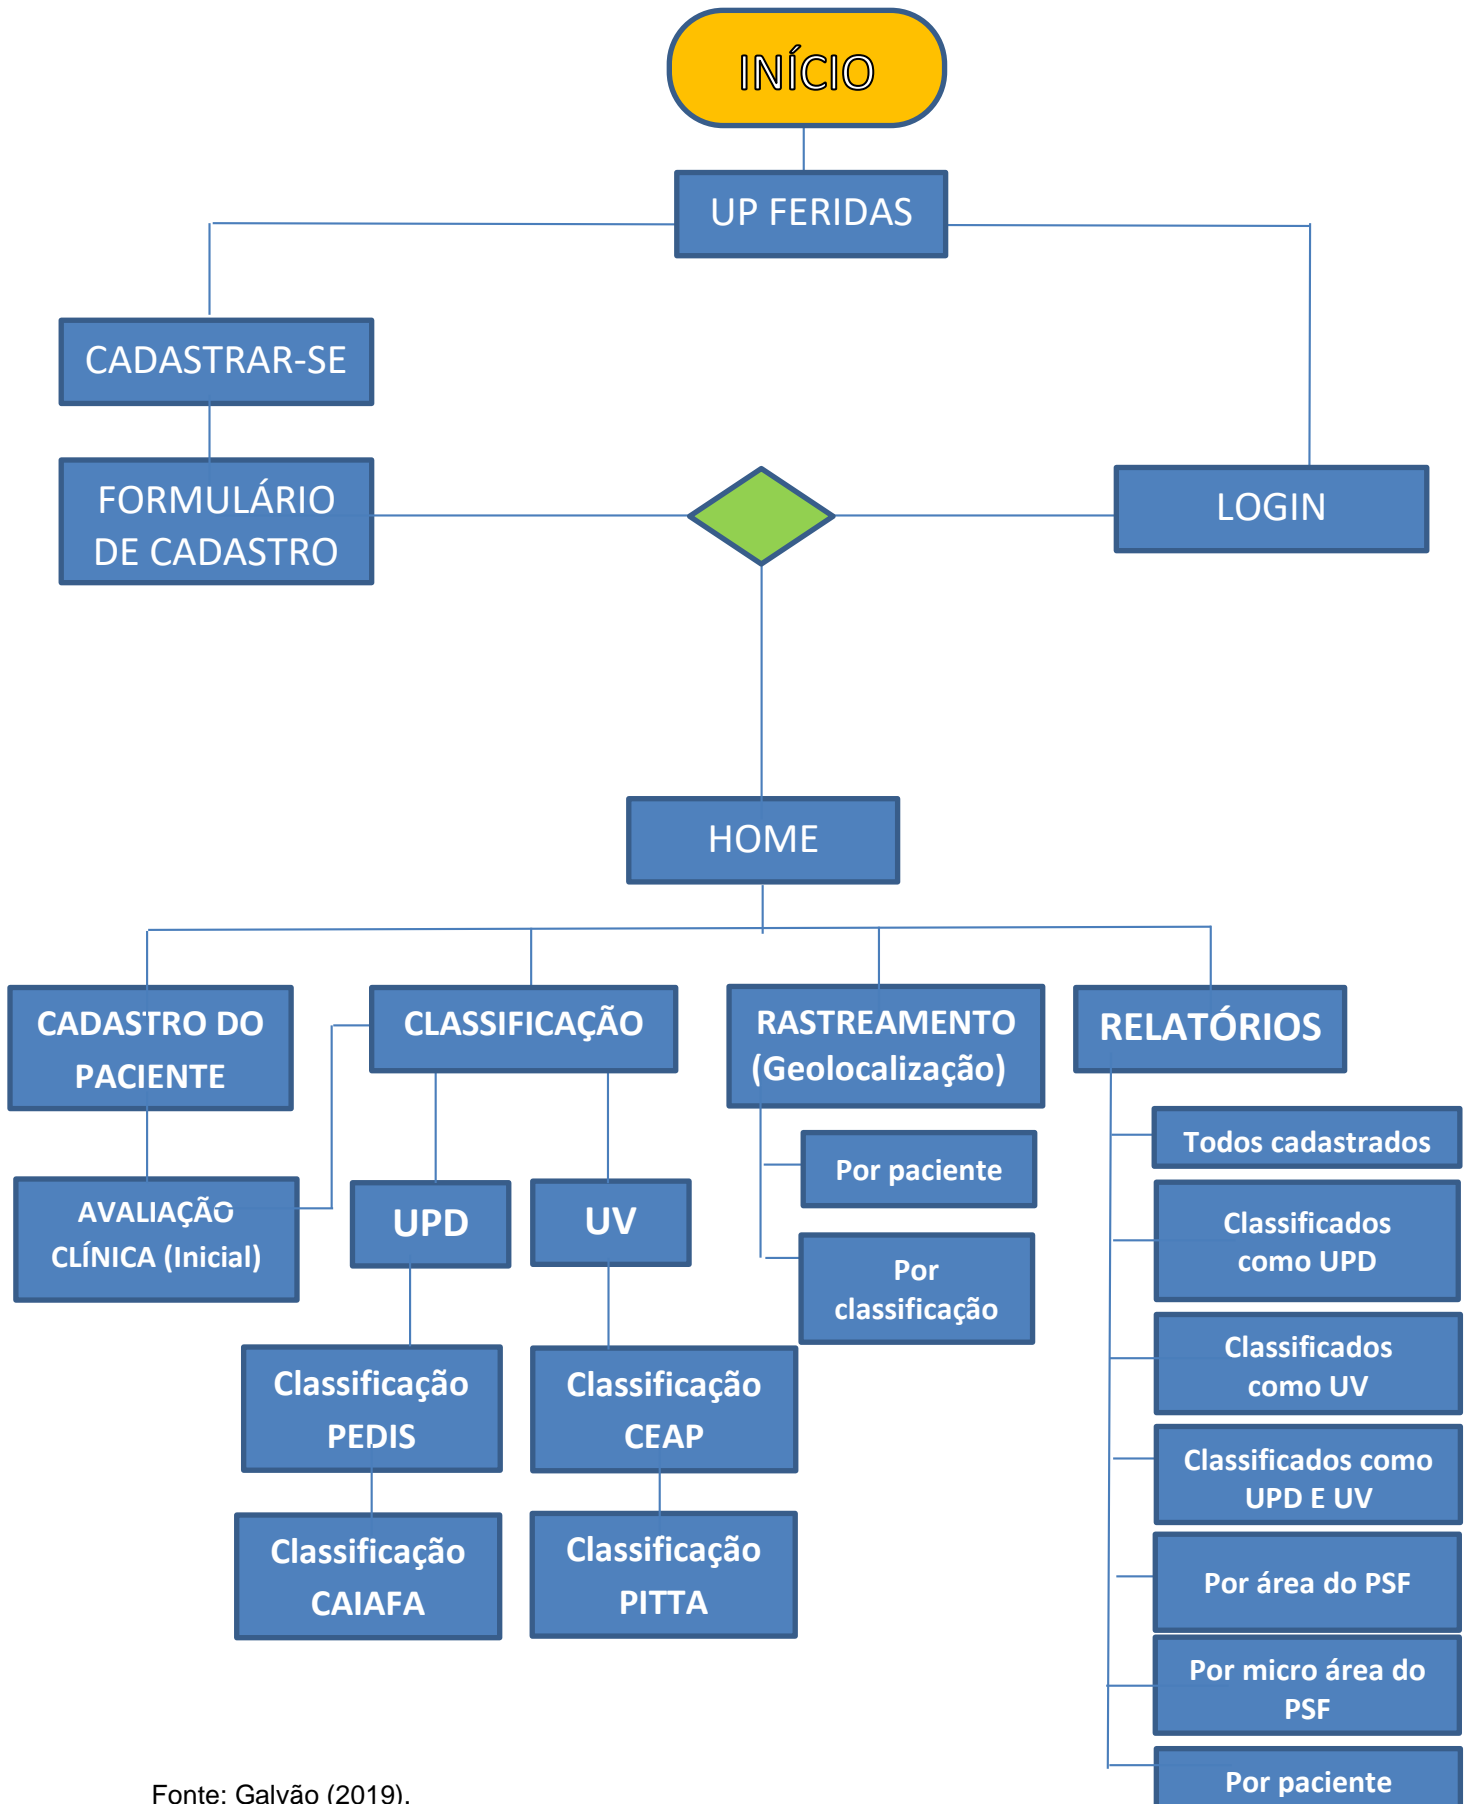 INÍCIO
UP FERIDAS
CADASTRAR-SE
FORMULÁRIO
DE CADASTRO
LOGIN
HOME
CADASTRO DO
PACIENTE
CLASSIFICAÇÃO
RASTREAMENTO
(Geolocalização)
RELATÓRIOS
AVALIAÇÃO
CLÍNICA (Inicial)
UPD
UV
Classificação
PEDIS
Classificação
CEAP
Classificação
CAIAFA
Classificação
PITTA
Por paciente
Por
classificação
Todos cadastrados
Classificados
como UPD
Classificados
como UV
Classificados como
UPD E UV
Por área do PSF
Por micro área do
PSF
Por paciente
Fonte: Galvão (2019).